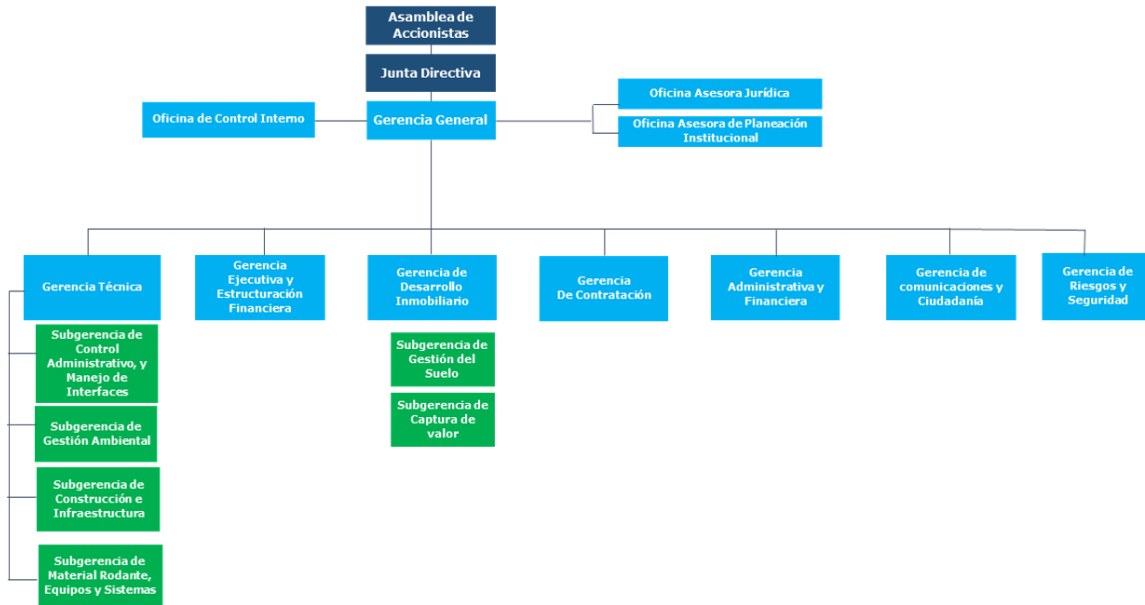 Asamblea de
Accionistas
Junta Directiva
Gerencia General
Oficina de Control Interno
Oficina Asesora Jurídica
Oficina Asesora de Planeación
Institucional
Gerencia Técnica
Gerencia
Ejecutiva y
Estructuración
Financiera
Gerencia de
Desarrollo
Inmobiliario
Gerencia
De Contratación
Gerencia
Administrativa y
Financiera
Gerencia de
comunicaciones y
Ciudadanía
Gerencia de
Riesgos y
Seguridad
Subgerencia de
Control
Administrativo, y
Manejo de
Interfaces
Subgerencia de
Gestión Ambiental
Subgerencia de
Construcción e
Infraestructura
Subgerencia de
Material Rodante,
Equipos y Sistemas
Subgerencia de
Gestión del
Suelo
Subgerencia de
Captura de
valor